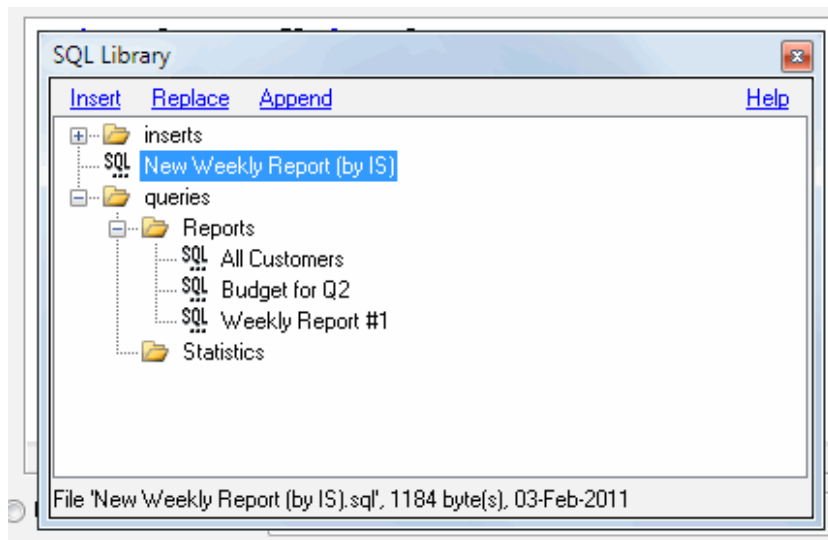 SQL Library
Insert Replace Append Help
inserts
SQL New Weekly Report (by IS)
queries
Reports
SQL All Customers
SQL Budget for Q2
SQL Weekly Report #1
Statistics
File 'New Weekly Report (by IS).sql', 1184 byte(s), 03-Feb-2011